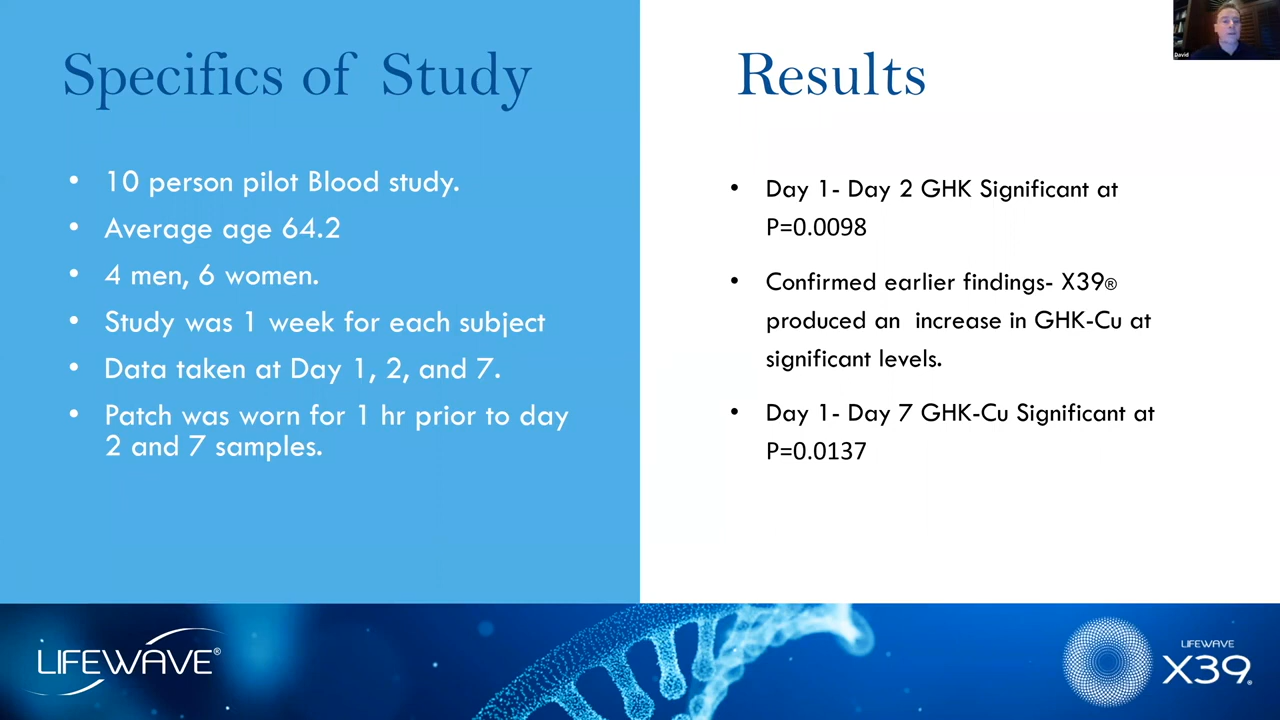 Specifics of Study
• 10 person pilot Blood study.
• Average age 64.2
• 4 men, 6 women.
• Study was 1 week for each subject
• Data taken at Day 1, 2, and 7.
• Patch was worn for 1 hr prior to day
2 and 7 samples.
Results
• Day 1- Day 2 GHK Significant at
P=0.0098
• Confirmed earlier findings- X39®
produced an increase in GHK-Cu at
significant levels.
• Day 1- Day 7 GHK-Cu Significant at
P=0.0137
David
LIFEWAVE®
LIFEWAVE
X39®